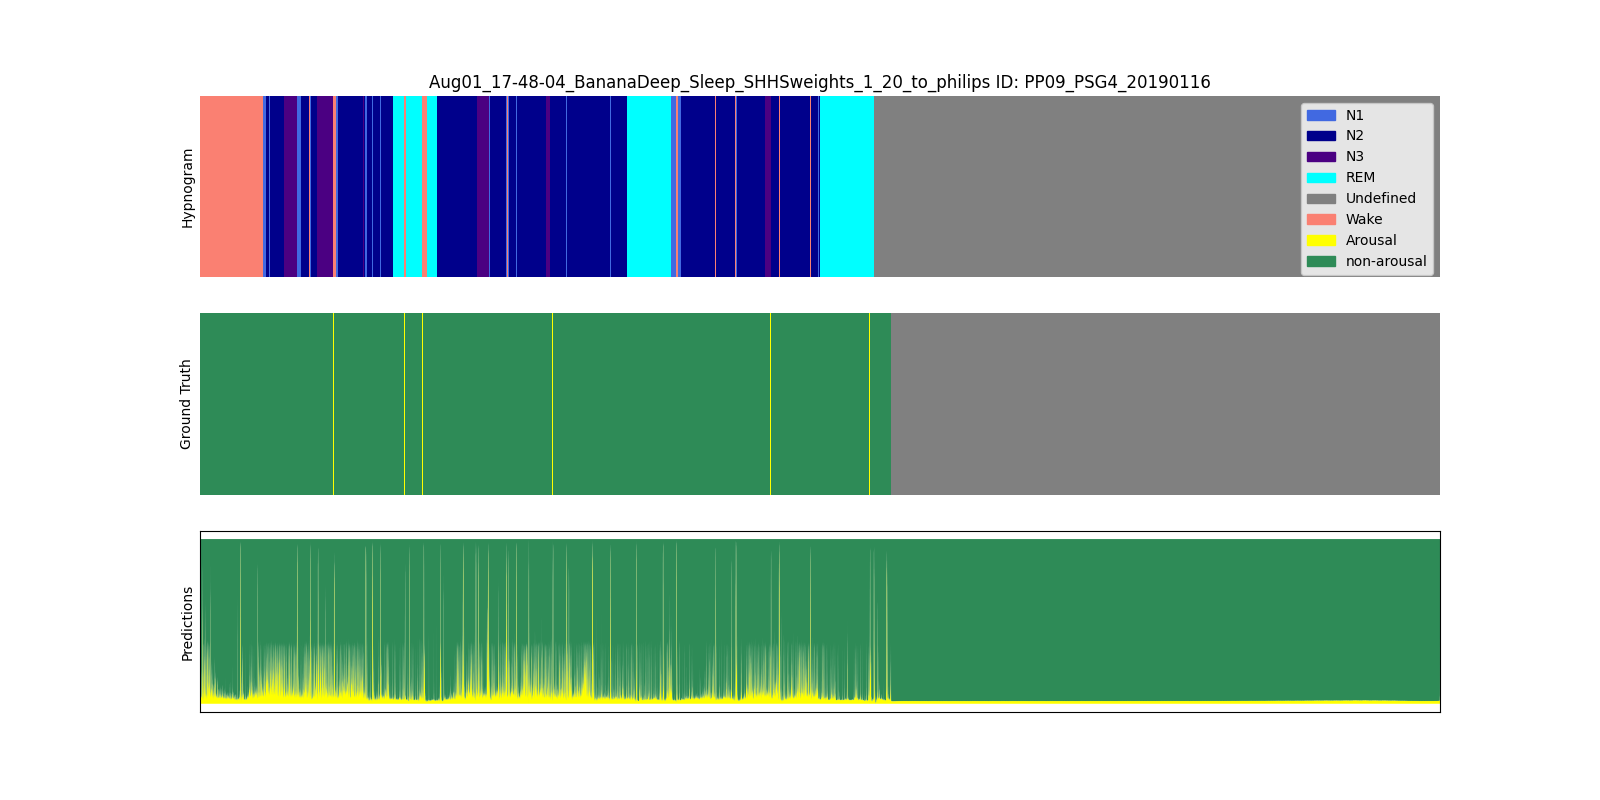 Aug01_17-48-04_BananaDeep_Sleep_SHHSweights_1_20_to_philips ID: PP09_PSG4_20190116
Hypnogram
N1
N2
N3
REM
Undefined
Wake
Arousal
non-arousal
Ground Truth
Predictions